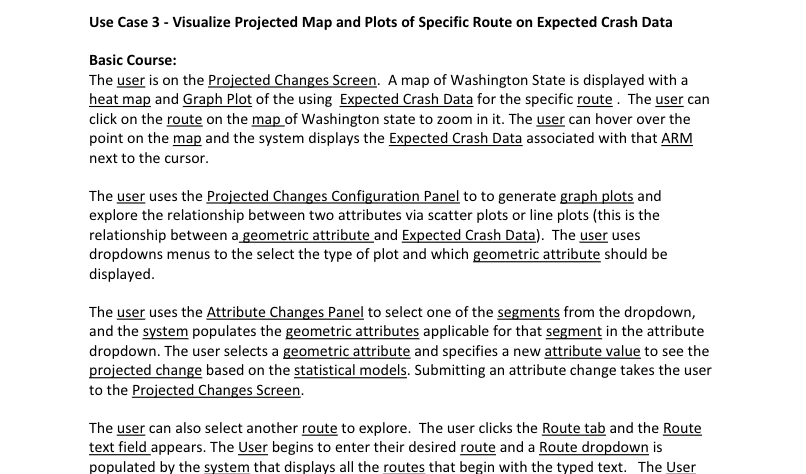 Use Case 3 - Visualize Projected Map and Plots of Specific Route on Expected Crash Data
Basic Course:
The user is on the Projected Changes Screen.  A map of Washington State is displayed with a
heat map and Graph Plot of the using  Expected Crash Data for the specific route .  The user can
click on the route on the map of Washington state to zoom in it. The user can hover over the
point on the map and the system displays the Expected Crash Data associated with that ARM
next to the cursor.
The user uses the Projected Changes Configuration Panel to to generate graph plots and
explore the relationship between two attributes via scatter plots or line plots (this is the
relationship between a geometric attribute and Expected Crash Data).  The user uses
dropdowns menus to the select the type of plot and which geometric attribute should be
displayed.
The user uses the Attribute Changes Panel to select one of the segments from the dropdown,
and the system populates the geometric attributes applicable for that segment in the attribute
dropdown. The user selects a geometric attribute and specifies a new attribute value to see the
projected change based on the statistical models. Submitting an attribute change takes the user
to the Projected Changes Screen.
The user can also select another route to explore.  The user clicks the Route tab and the Route
text field appears. The User begins to enter their desired route and a Route dropdown is
populated by the system that displays all the routes that begin with the typed text.   The User